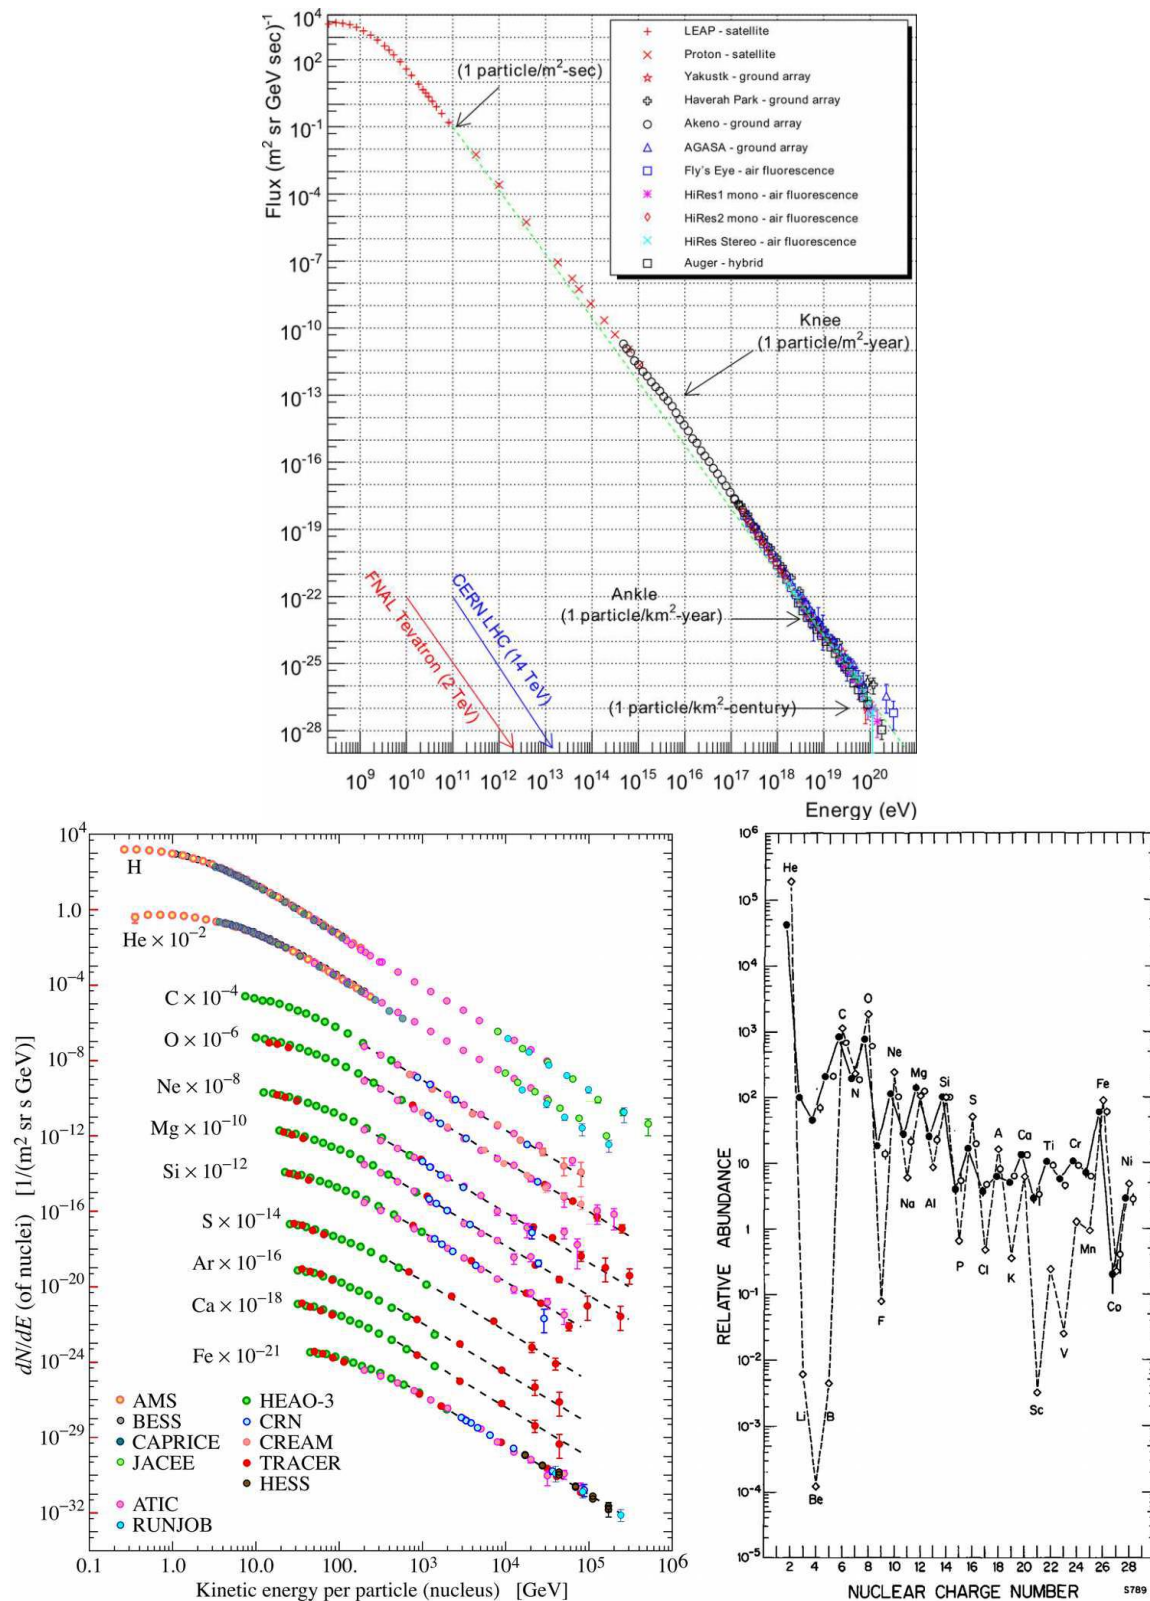 Flux (m² sr GeV sec)⁻¹
10⁴
10²
10⁻¹
10⁻⁴
10⁻⁷
10⁻¹⁰
10⁻¹³
10⁻¹⁶
10⁻¹⁹
10⁻²²
10⁻²⁵
10⁻²⁸
LEAP - satellite
Proton - satellite
Yakustk - ground array
Haverah Park - ground array
Akeno - ground array
AGASA - ground array
Fly's Eye - air fluorescence
HiRes1 mono - air fluorescence
HiRes2 mono - air fluorescence
HiRes Stereo - air fluorescence
Auger - hybrid
(1 particle/m²-sec)
Knee
(1 particle/m²-year)
Ankle
(1 particle/km²-year)
(1 particle/km²-century)
FNAL Tevatron (2 TeV)
CERN LHC (14 TeV)
10⁹ 10¹⁰ 10¹¹ 10¹² 10¹³ 10¹⁴ 10¹⁵ 10¹⁶ 10¹⁷ 10¹⁸ 10¹⁹ 10²⁰
Energy (eV)
dN/dE (of nuclei) [1/(m² sr s GeV)]
10⁴
1.0
10⁻⁴
10⁻⁸
10⁻¹²
10⁻¹⁶
10⁻²⁰
10⁻²⁴
10⁻²⁹
10⁻³²
H
He × 10⁻²
C × 10⁻⁴
O × 10⁻⁶
Ne × 10⁻⁸
Mg × 10⁻¹⁰
Si × 10⁻¹²
S × 10⁻¹⁴
Ar × 10⁻¹⁶
Ca × 10⁻¹⁸
Fe × 10⁻²¹
AMS
BESS
CAPRICE
JACEE
ATIC
RUNJOB
HEAO-3
CRN
CREAM
TRACER
HESS
0.1 1.0 10.0 100. 10³ 10⁴ 10⁵ 10⁶
Kinetic energy per particle (nucleus) [GeV]
RELATIVE ABUNDANCE
10⁶
10⁵
10⁴
10³
10²
10
1
10⁻¹
10⁻²
10⁻³
10⁻⁴
10⁻⁵
He
Li
Be
B
C
N
O
F
Ne
Na
Mg
Al
Si
P
S
Cl
A
K
Ca
Sc
Ti
V
Cr
Mn
Fe
Co
Ni
2 4 6 8 10 12 14 16 18 20 22 24 26 28
NUCLEAR CHARGE NUMBER
S789